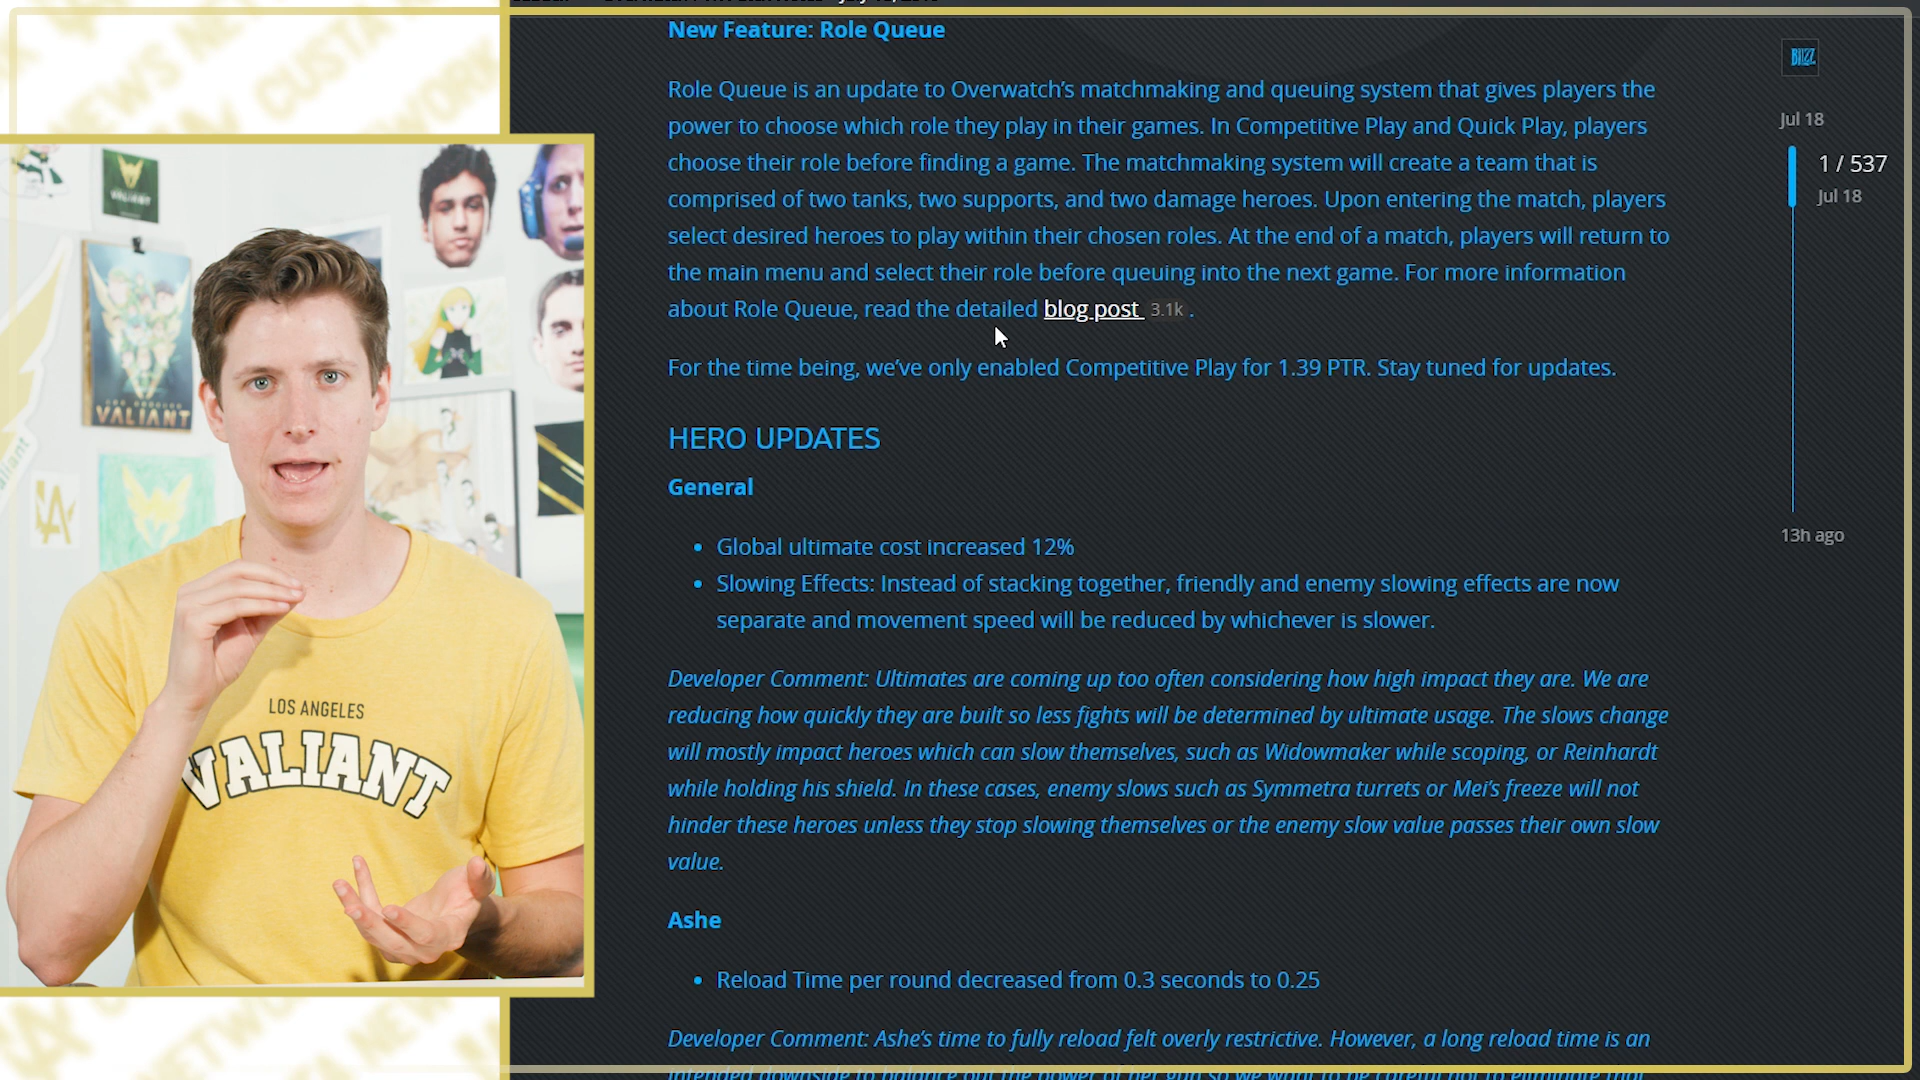 New Feature: Role Queue
Role Queue is an update to Overwatch’s matchmaking and queuing system that gives players the
power to choose which role they play in their games. In Competitive Play and Quick Play, players
choose their role before finding a game. The matchmaking system will create a team that is
comprised of two tanks, two supports, and two damage heroes. Upon entering the match, players
select desired heroes to play within their chosen roles. At the end of a match, players will return to
the main menu and select their role before queuing into the next game. For more information
about Role Queue, read the detailed blog post 3.1k .
For the time being, we’ve only enabled Competitive Play for 1.39 PTR. Stay tuned for updates.
HERO UPDATES
General
• Global ultimate cost increased 12%
• Slowing Effects: Instead of stacking together, friendly and enemy slowing effects are now
separate and movement speed will be reduced by whichever is slower.
Developer Comment: Ultimates are coming up too often considering how high impact they are. We are
reducing how quickly they are built so less fights will be determined by ultimate usage. The slows change
will mostly impact heroes which can slow themselves, such as Widowmaker while scoping, or Reinhardt
while holding his shield. In these cases, enemy slows such as Symmetra turrets or Mei’s freeze will not
hinder these heroes unless they stop slowing themselves or the enemy slow value passes their own slow
value.
Ashe
• Reload Time per round decreased from 0.3 seconds to 0.25
Developer Comment: Ashe’s time to fully reload felt overly restrictive. However, a long reload time is an
BLIZZ
Jul 18
1 / 537
Jul 18
13h ago
NEWS NE
CUSTA
WORK
VALIANT
VALIANT
LA
LOS ANGELES
VALIANT
NETWO
STA NEW